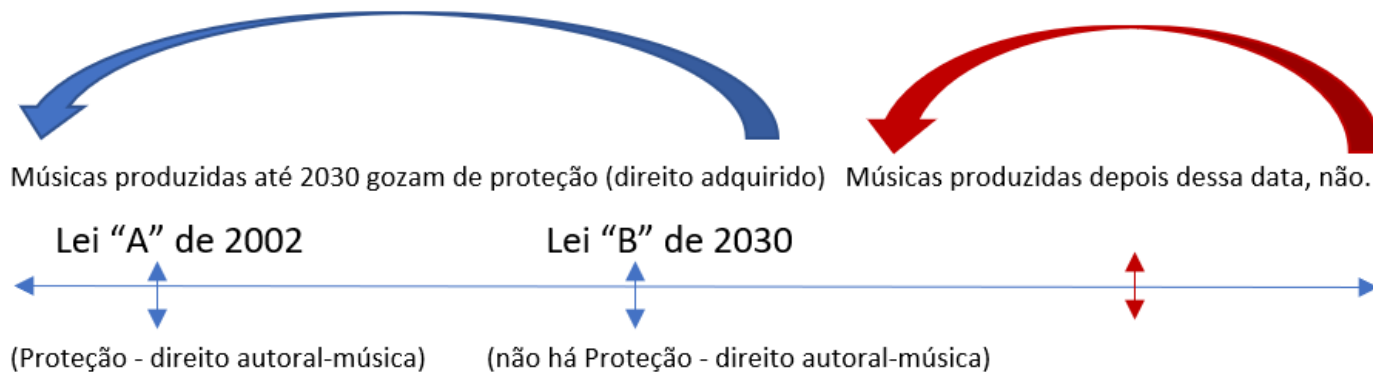 Músicas produzidas até 2030 gozam de proteção (direito adquirido) Músicas produzidas depois dessa data, não.
Lei “A” de 2002 Lei “B” de 2030
(Proteção - direito autoral-música) (não há Proteção - direito autoral-música)